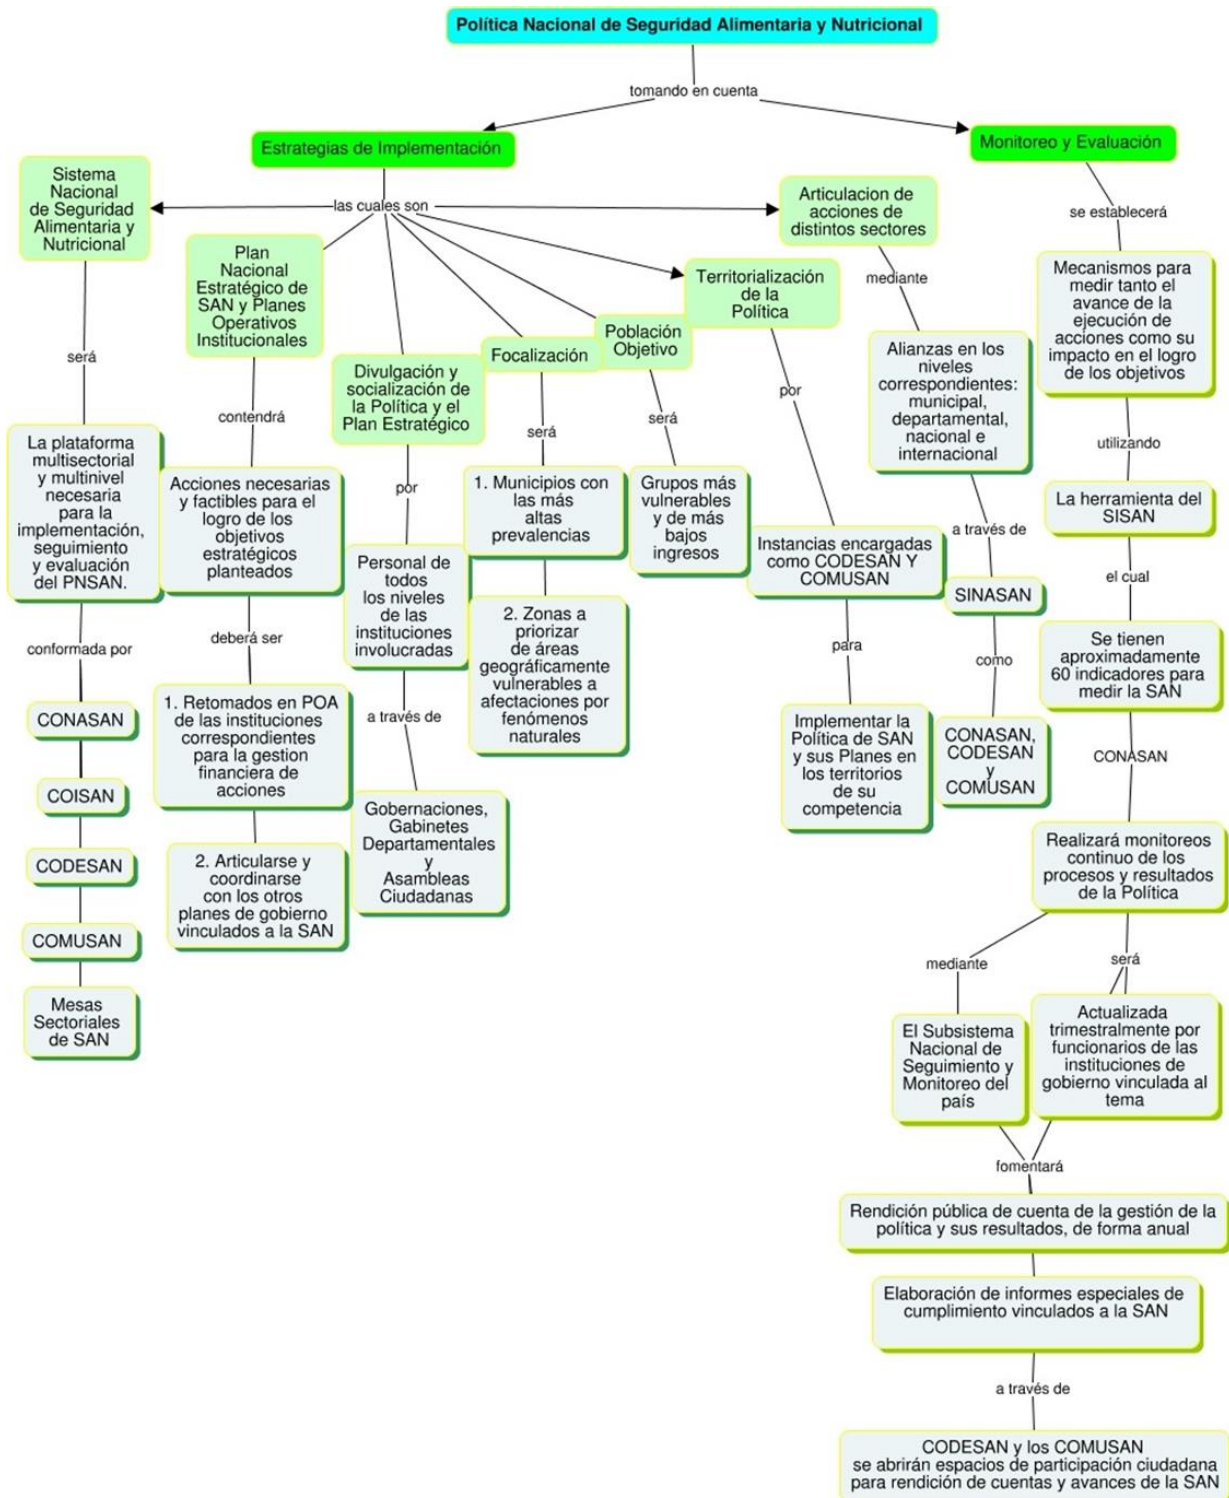 Política Nacional de Seguridad Alimentaria y Nutricional
tomando en cuenta
Estrategias de Implementación
Monitoreo y Evaluación
las cuales son
Sistema
Nacional
de Seguridad
Alimentaria y
Nutricional
será
La plataforma
multisectorial
y multinivel
necesaria
para la
implementación,
seguimiento
y evaluación
del PNSAN.
conformada por
CONASAN
COISAN
CODESAN
COMUSAN
Mesas
Sectoriales
de SAN
Plan
Nacional
Estratégico de
SAN y Planes
Operativos
Institucionales
contendrá
Acciones necesarias
y factibles para el
logro de los
objetivos
estratégicos
planteados
deberá ser
1. Retomados en POA
de las instituciones
correspondientes
para la gestion
financiera de
acciones
2. Articularse y
coordinarse
con los otros
planes de gobierno
vinculados a la SAN
Divulgación y
socialización de
la Política y el
Plan Estratégico
por
Personal de
todos
los niveles
de las
instituciones
involucradas
a través de
Gobernaciones,
Gabinetes
Departamentales
y
Asambleas
Ciudadanas
Focalización
será
1. Municipios con
las más
altas
prevalencias
2. Zonas a
priorizar
de áreas
geográficamente
vulnerables a
afectaciones por
fenómenos
naturales
Población
Objetivo
será
Grupos más
vulnerables
y de más
bajos
ingresos
Territorialización
de la
Política
por
Instancias encargadas
como CODESAN Y
COMUSAN
para
Implementar la
Política de SAN
y sus Planes en
los territorios
de su
competencia
Articulacion de
acciones de
distintos sectores
mediante
Alianzas en los
niveles
correspondientes:
municipal,
departamental,
nacional e
internacional
a través de
SINASAN
como
CONASAN,
CODESAN
y
COMUSAN
se establecerá
Mecanismos para
medir tanto el
avance de la
ejecución de
acciones como su
impacto en el logro
de los objetivos
utilizando
La herramienta del
SISAN
el cual
Se tienen
aproximadamente
60 indicadores para
medir la SAN
CONASAN
Realizará monitoreos
continuo de los
procesos y resultados
de la Política
mediante
El Subsistema
Nacional de
Seguimiento y
Monitoreo del
país
será
Actualizada
trimestralmente por
funcionarios de las
instituciones de
gobierno vinculada al
tema
fomentará
Rendición pública de cuenta de la gestión de la
política y sus resultados, de forma anual
Elaboración de informes especiales de
cumplimiento vinculados a la SAN
a través de
CODESAN y los COMUSAN
se abrirán espacios de participación ciudadana
para rendición de cuentas y avances de la SAN